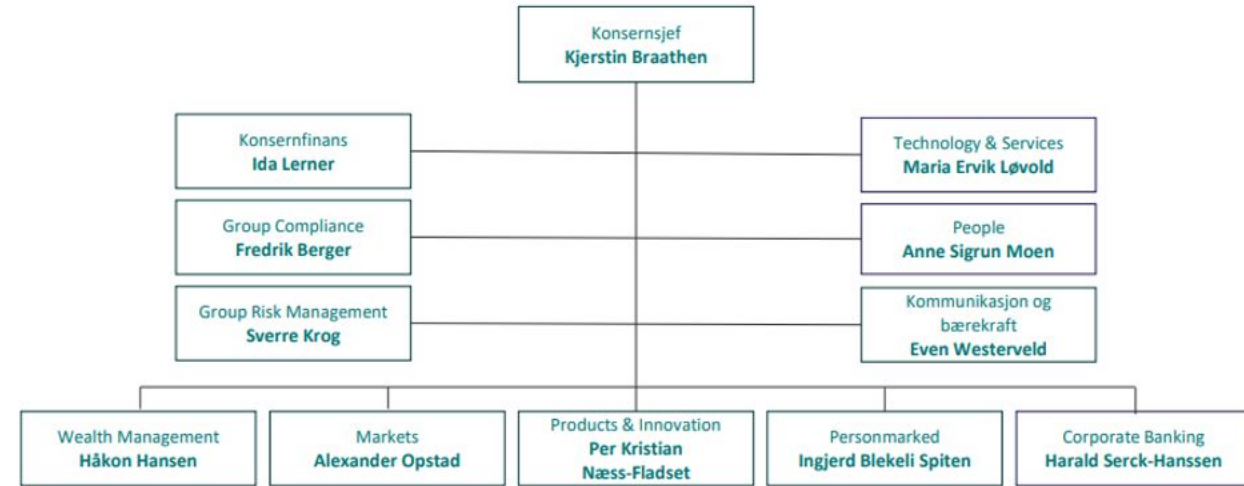 Konsernsjef
Kjerstin Braathen
Konsernfinans
Ida Lerner
Technology & Services
Maria Ervik Løvold
Group Compliance
Fredrik Berger
People
Anne Sigrun Moen
Group Risk Management
Sverre Krog
Kommunikasjon og
bærekraft
Even Westerveld
Wealth Management
Håkon Hansen
Markets
Alexander Opstad
Products & Innovation
Per Kristian
Næss-Fladset
Personmarked
Ingjerd Blekeli Spiten
Corporate Banking
Harald Serck-Hanssen